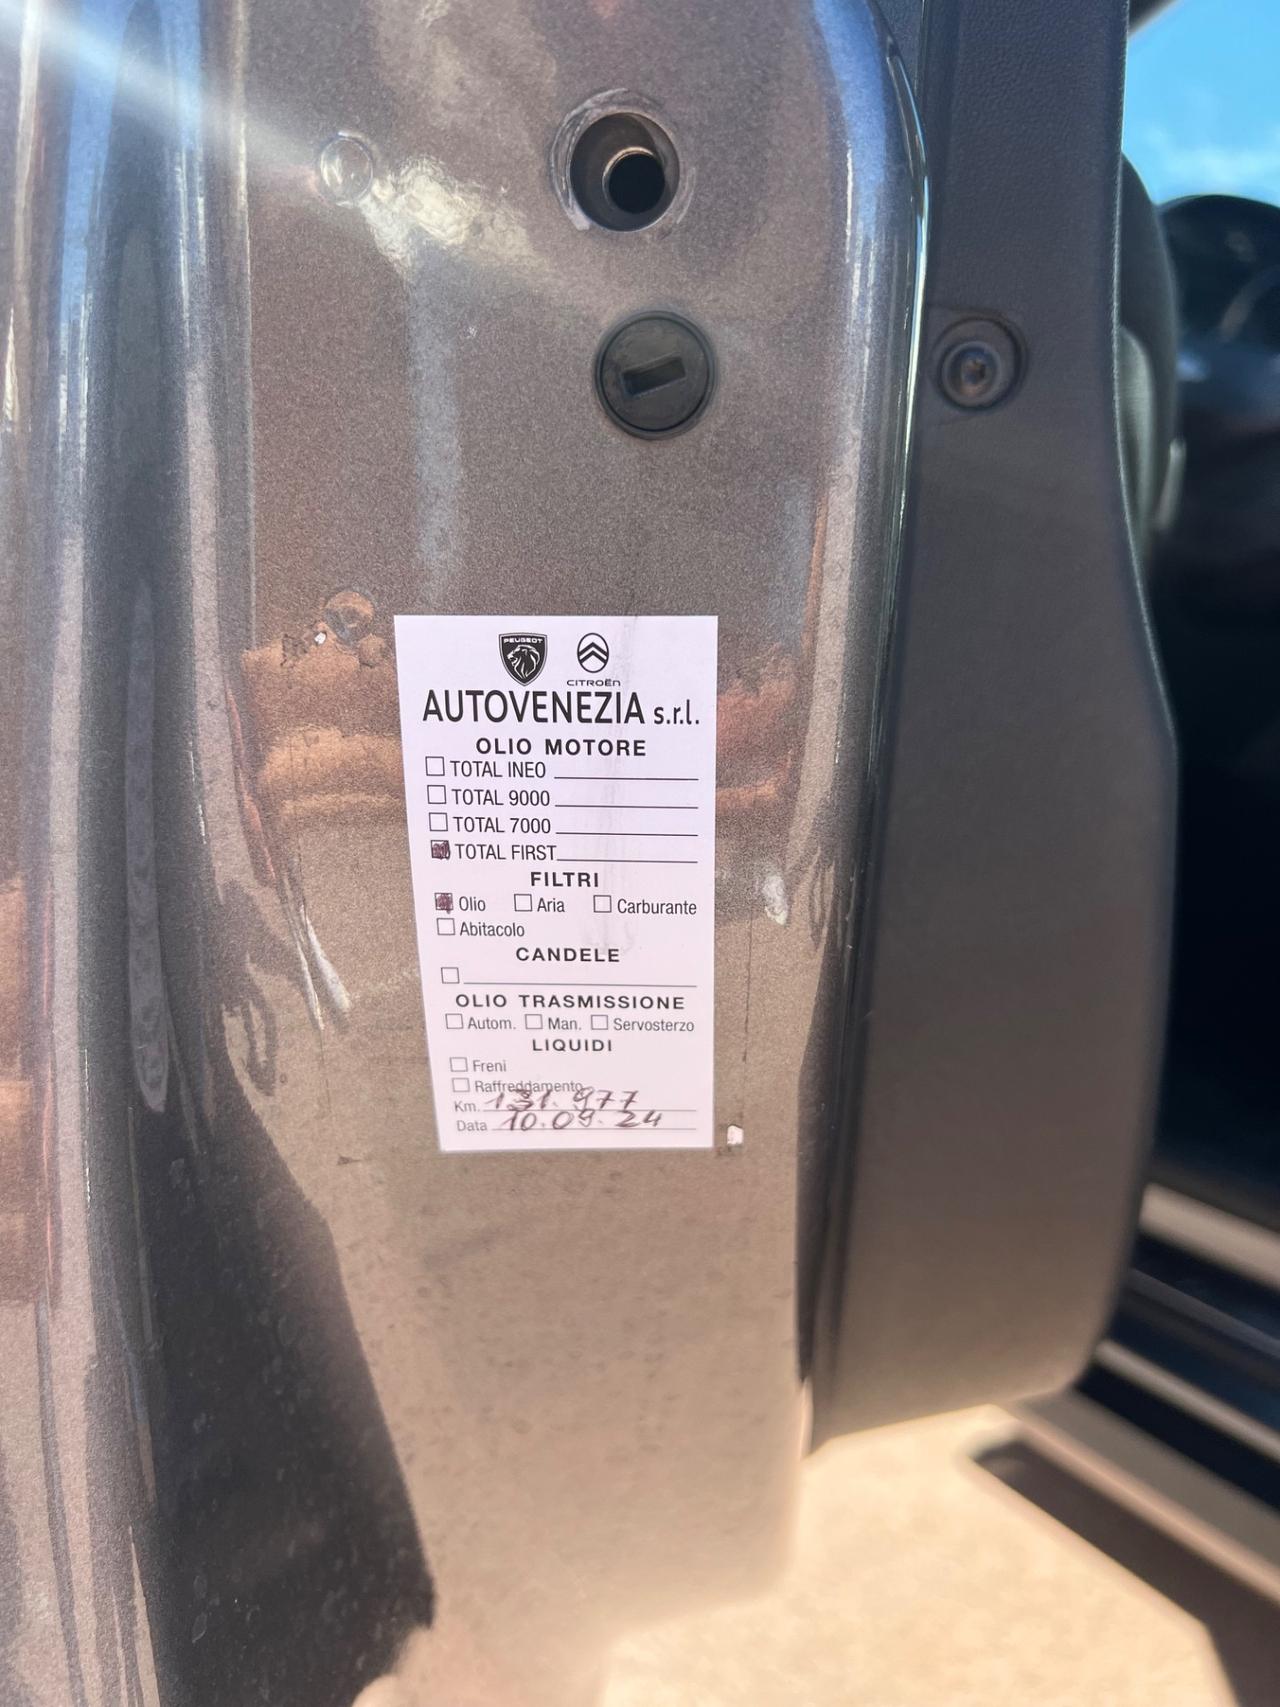 PEUGEOT CITROËN
AUTOVENEZIA s.r.l.
OLIO MOTORE
TOTAL INEO
TOTAL 9000
TOTAL 7000
TOTAL FIRST
FILTRI
Olio Aria Carburante
Abitacolo
CANDELE
OLIO TRASMISSIONE
Autom. Man. Servosterzo
LIQUIDI
Freni
Raffreddamento
Km. 131.977
Data 10.09.24